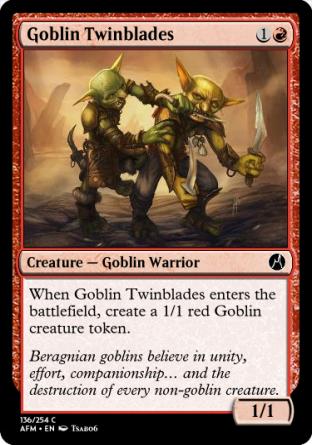 Goblin Twinblades 1
Creature — Goblin Warrior
When Goblin Twinblades enters the
battlefield, create a 1/1 red Goblin
creature token.
Beragnian goblins believe in unity,
effort, companionship... and the
destruction of every non-goblin creature.
1/1
136/254 C
AFM • EN Tsabo6